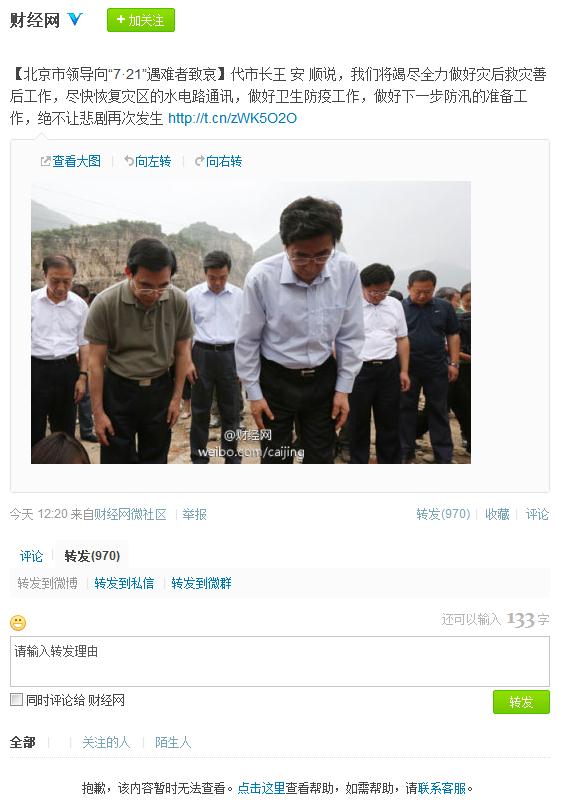 财经网 V +加关注
【北京市领导向“7·21”遇难者致哀】代市长王 安 顺说，我们将竭尽全力做好灾后救灾善
后工作，尽快恢复灾区的水电路通讯，做好卫生防疫工作，做好下一步防汛的准备工
作，绝不让悲剧再次发生 http://t.cn/zWK5O2O
查看大图 | 向左转 | 向右转
@财经网
weibo.com/caijing
今天 12:20 来自财经网微社区 | 举报 转发(970) | 收藏 | 评论
评论 | 转发(970)
转发到微博 | 转发到私信 | 转发到微群
还可以输入 133 字
请输入转发理由
同时评论给 财经网 转发
全部 | | 关注的人 | 陌生人
抱歉，该内容暂时无法查看。点击这里查看帮助，如需帮助，请联系客服。